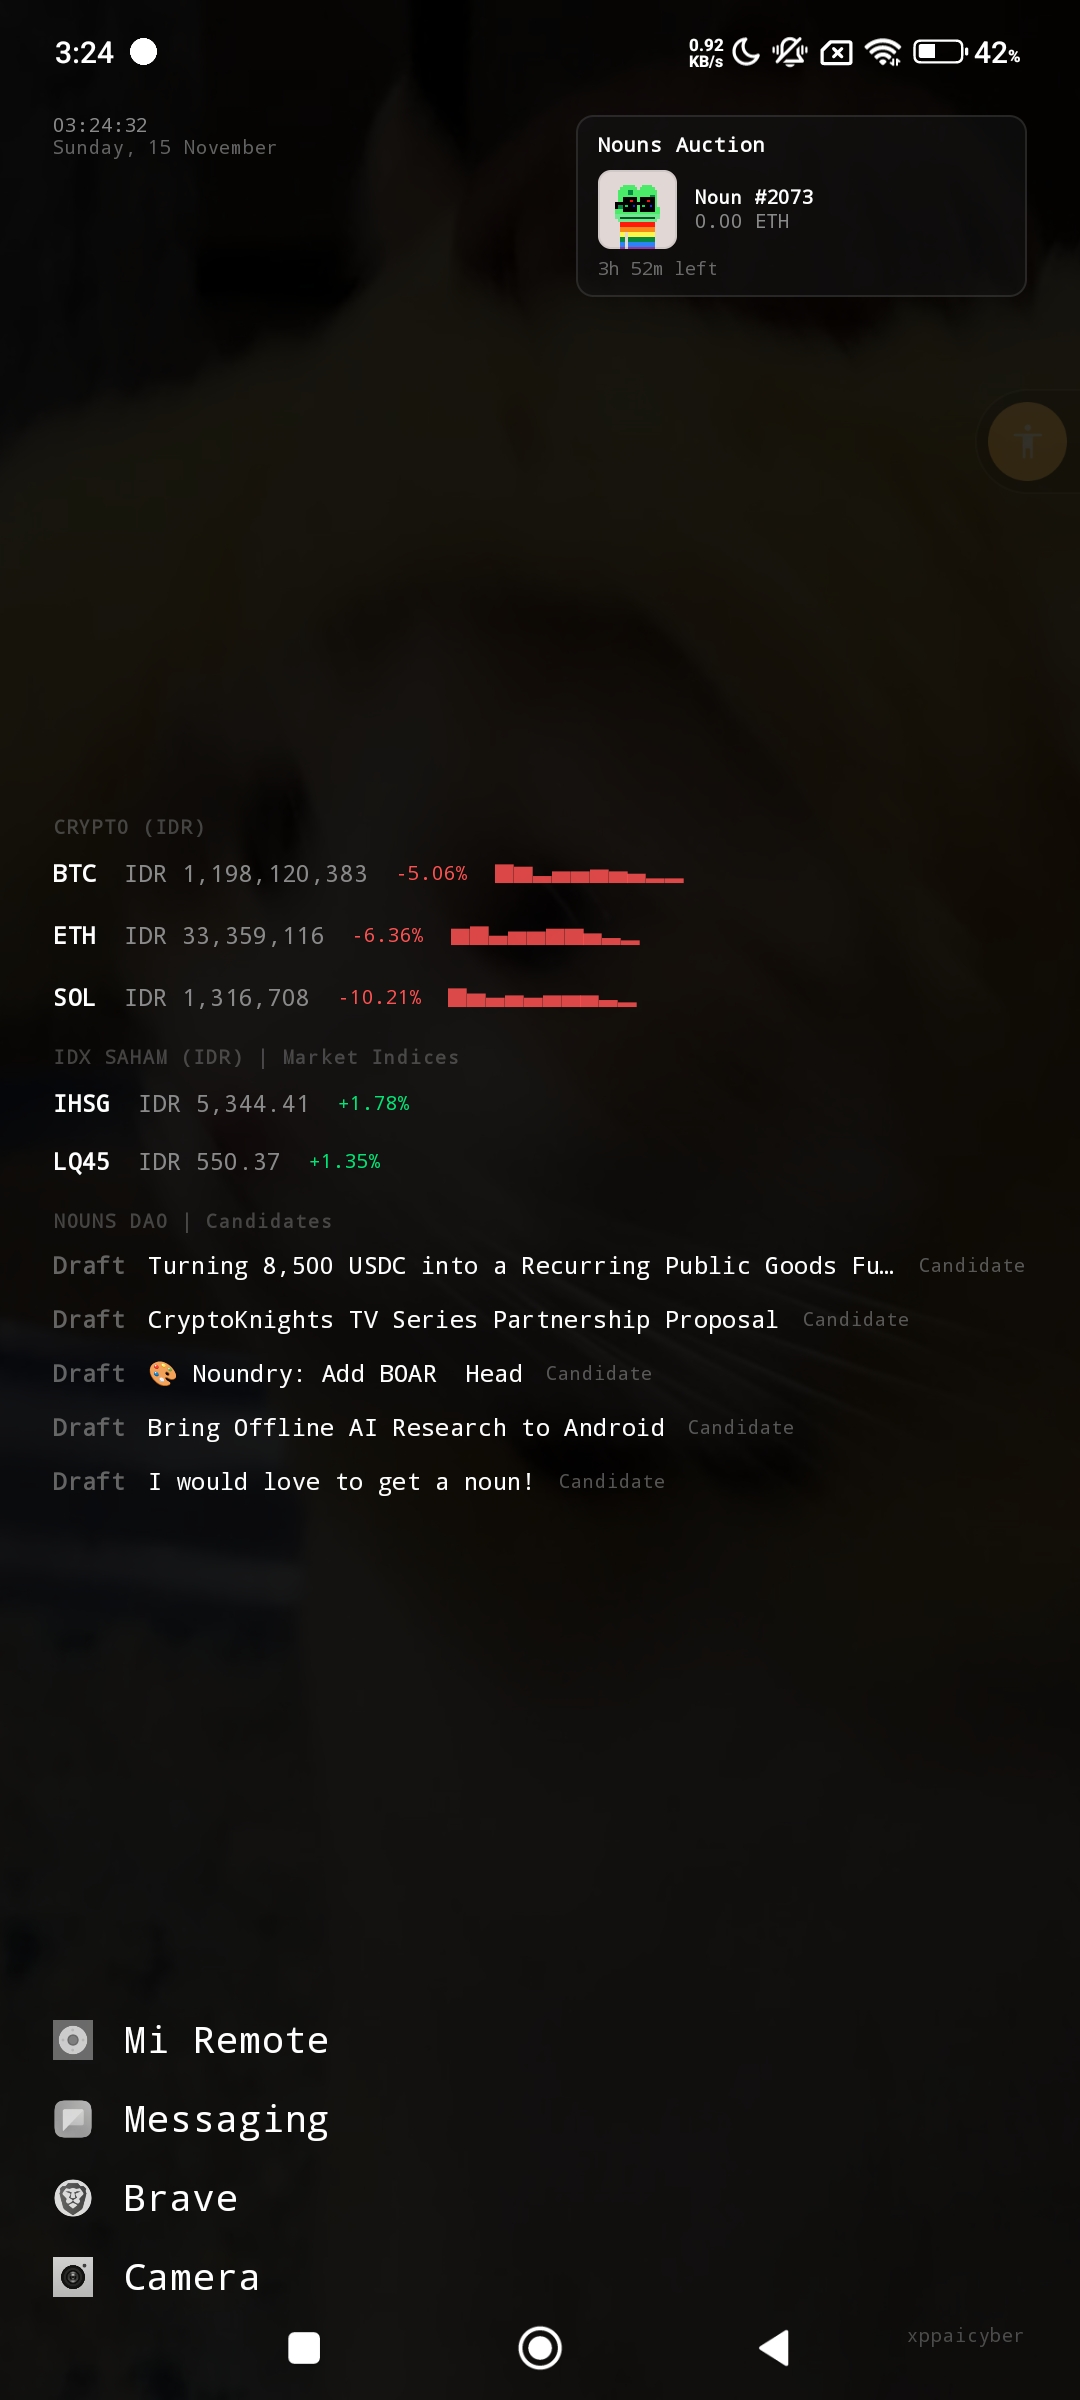 3:24
0.92
KB/s
42%
03:24:32
Sunday, 15 November
Nouns Auction
Noun #2073
0.00 ETH
3h 52m left
CRYPTO (IDR)
BTC IDR 1,198,120,383 -5.06%
ETH IDR 33,359,116 -6.36%
SOL IDR 1,316,708 -10.21%
IDX SAHAM (IDR) | Market Indices
IHSG IDR 5,344.41 +1.78%
LQ45 IDR 550.37 +1.35%
NOUNS DAO | Candidates
Draft Turning 8,500 USDC into a Recurring Public Goods Fu… Candidate
Draft CryptoKnights TV Series Partnership Proposal Candidate
Draft 🎨 Noundry: Add BOAR Head Candidate
Draft Bring Offline AI Research to Android Candidate
Draft I would love to get a noun! Candidate
Mi Remote
Messaging
Brave
Camera
xppaicyber